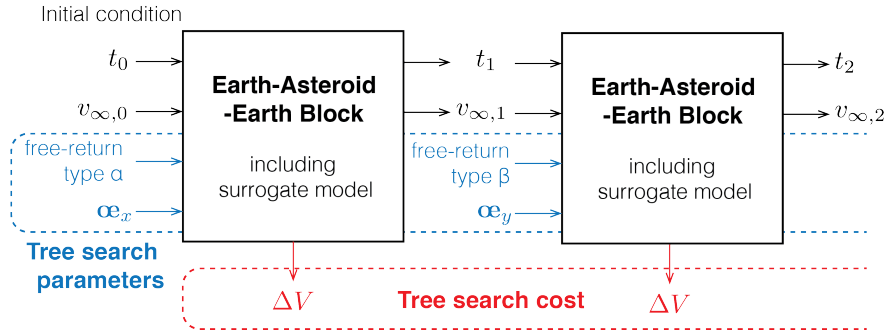 Initial condition
t₀
v∞,₀
free-return
type α
œₓ
Earth-Asteroid
-Earth Block
including
surrogate model
t₁
v∞,₁
free-return
type β
œ_y
Earth-Asteroid
-Earth Block
including
surrogate model
t₂
v∞,₂
Tree search
parameters
ΔV
Tree search cost
ΔV